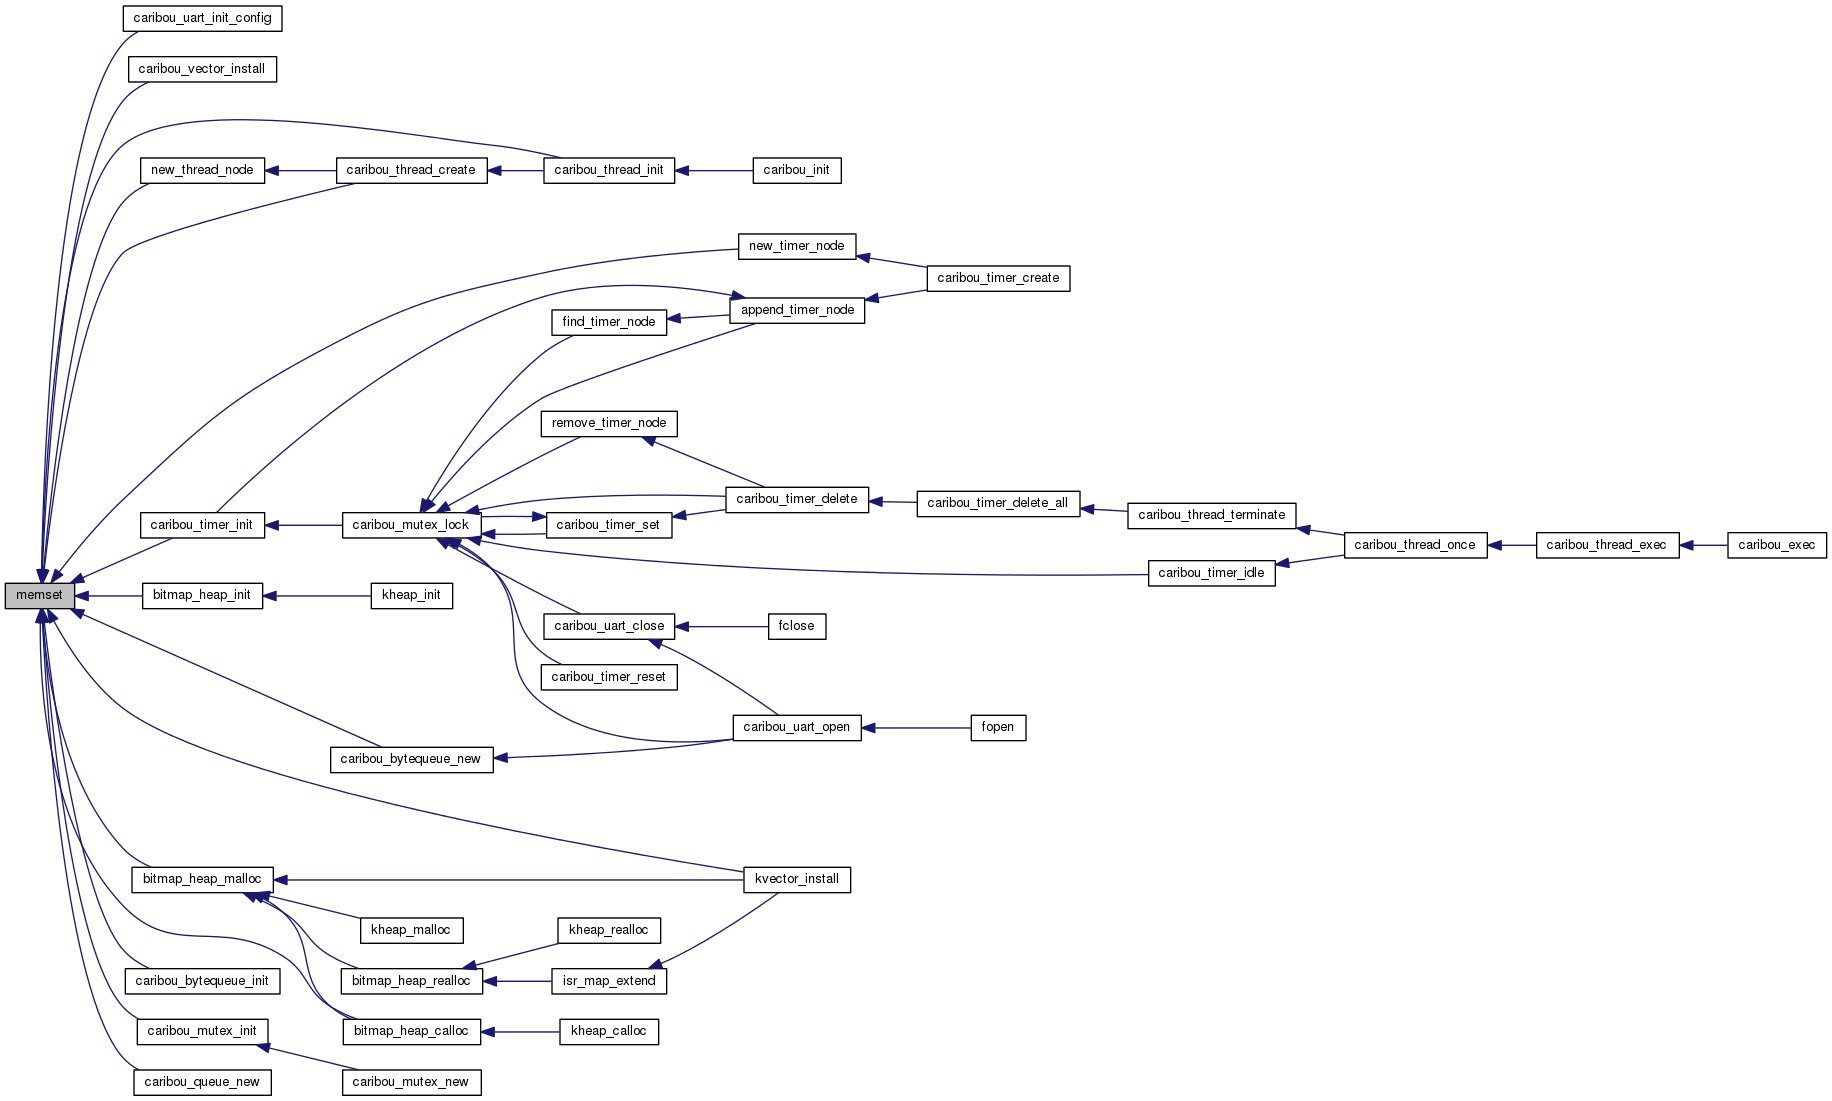 caribou_uart_init_config
caribou_vector_install
new_thread_node
caribou_thread_create
caribou_thread_init
caribou_init
new_timer_node
caribou_timer_create
append_timer_node
find_timer_node
remove_timer_node
caribou_timer_delete
caribou_timer_delete_all
caribou_thread_terminate
caribou_timer_init
caribou_mutex_lock
caribou_timer_set
caribou_thread_once
caribou_thread_exec
caribou_exec
caribou_timer_idle
memset
bitmap_heap_init
kheap_init
caribou_uart_close
fclose
caribou_timer_reset
caribou_uart_open
fopen
caribou_bytequeue_new
bitmap_heap_malloc
kvector_install
kheap_malloc
kheap_realloc
caribou_bytequeue_init
bitmap_heap_realloc
isr_map_extend
caribou_mutex_init
bitmap_heap_calloc
kheap_calloc
caribou_queue_new
caribou_mutex_new